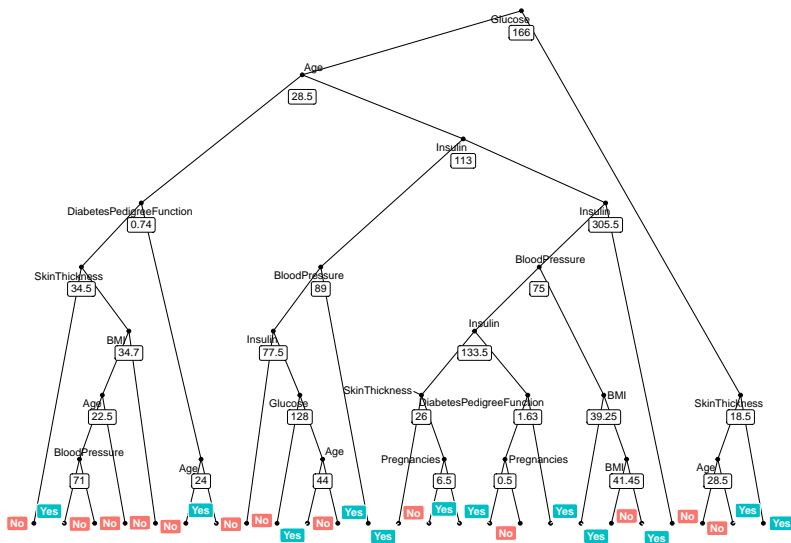 Glucose
166
Age
28.5
Insulin
113
DiabetesPedigreeFunction
0.74
Insulin
305.5
SkinThickness
34.5
BloodPressure
89
BloodPressure
75
BMI
34.7
Insulin
77.5
Insulin
133.5
Age
22.5
Glucose
128
SkinThickness
26
DiabetesPedigreeFunction
1.63
BMI
39.25
SkinThickness
18.5
BloodPressure
71
Age
24
Age
44
Pregnancies
6.5
Pregnancies
0.5
BMI
41.45
Age
28.5
No
Yes
No
No
No
No
Yes
No
No
Yes
No
Yes
Yes
No
Yes
Yes
No
Yes
Yes
No
Yes
No
No
Yes
Yes